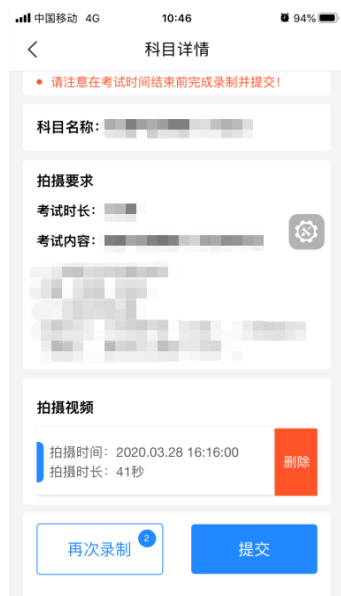 中国移动 4G 10:46 94%
科目详情
• 请注意在考试时间结束前完成录制并提交!
科目名称:
拍摄要求
考试时长:
考试内容:
拍摄视频
拍摄时间: 2020.03.28 16:16:00
拍摄时长: 41秒
删除
再次录制 2
提交